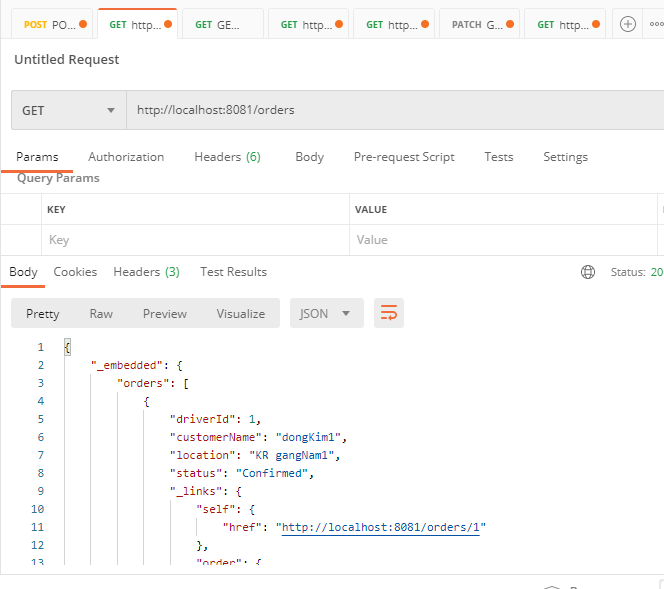 POST PO... GET http... GET GE... GET http... GET http... PATCH G... GET http...
Untitled Request
GET http://localhost:8081/orders
Params Authorization Headers (6) Body Pre-request Script Tests Settings
Query Params
KEY VALUE
Key Value
Body Cookies Headers (3) Test Results Status: 20
Pretty Raw Preview Visualize JSON
1 {
2 "_embedded": {
3 "orders": [
4 {
5 "driverId": 1,
6 "customerName": "dongKim1",
7 "location": "KR gangNam1",
8 "status": "Confirmed",
9 "_links": {
10 "self": {
11 "href": "http://localhost:8081/orders/1"
12 },
13 "order": {